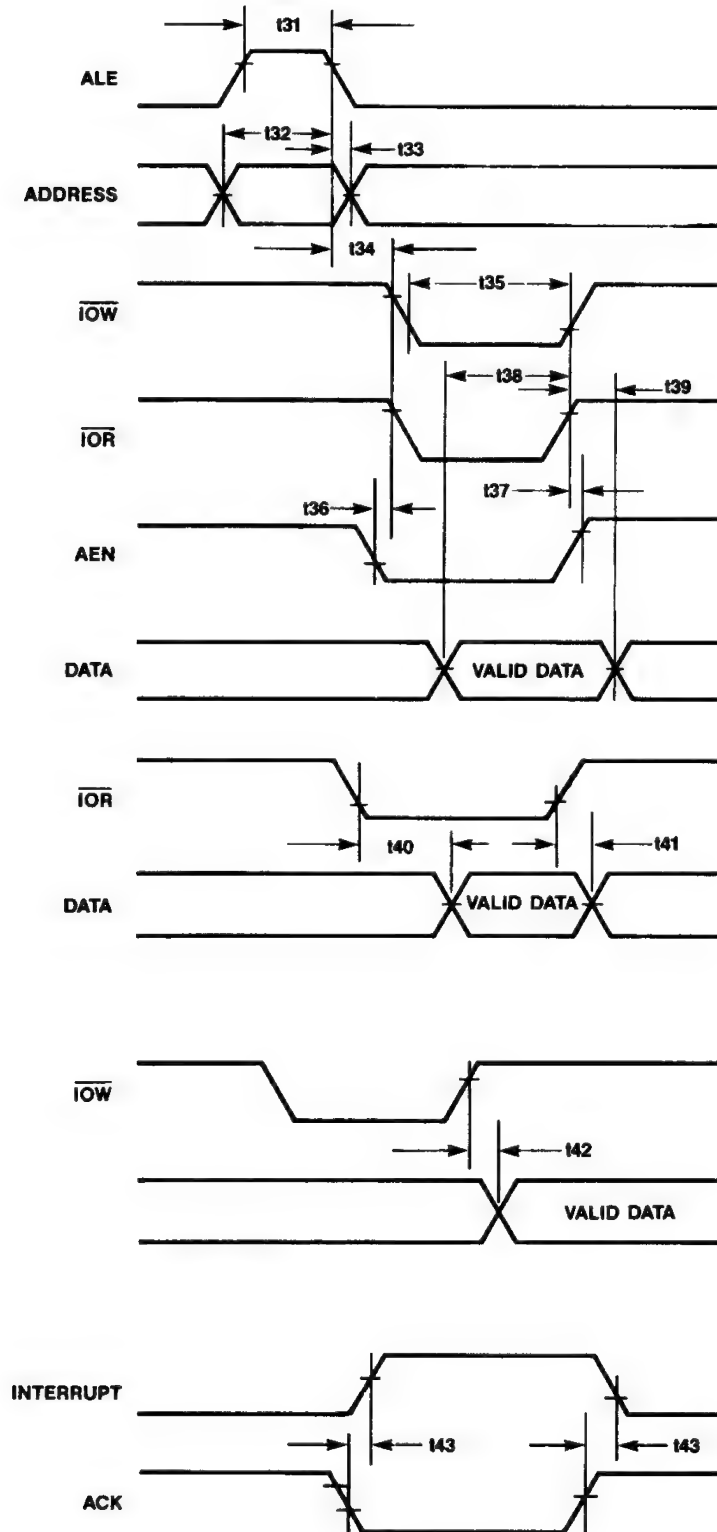 t31
ALE
t32
t33
ADDRESS
t34
t35
IOW
t38
t39
IOR
t37
t36
AEN
DATA
VALID DATA
IOR
t40
t41
DATA
VALID DATA
IOW
t42
VALID DATA
INTERRUPT
t43
t43
ACK